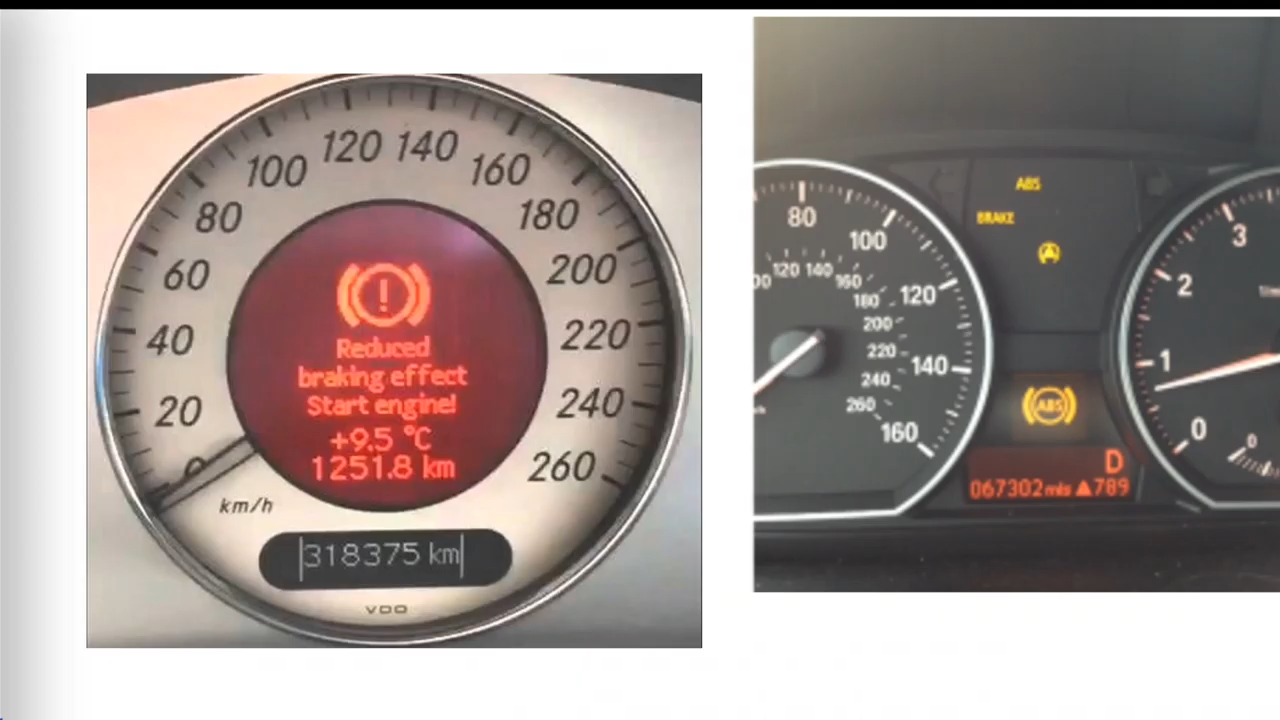 120 140
100 160
80 180
60 200
40 220
20 240
0 260
!
Reduced
braking effect
Start engine!
+9.5 °C
1251.8 km
km/h
318375 km
VDO
ABS
BRAKE
A
80
100
120
140
160
120 140 160
180
200
220
240
260
ABS
D
067302 mls ▲789
3
2
1
0
0